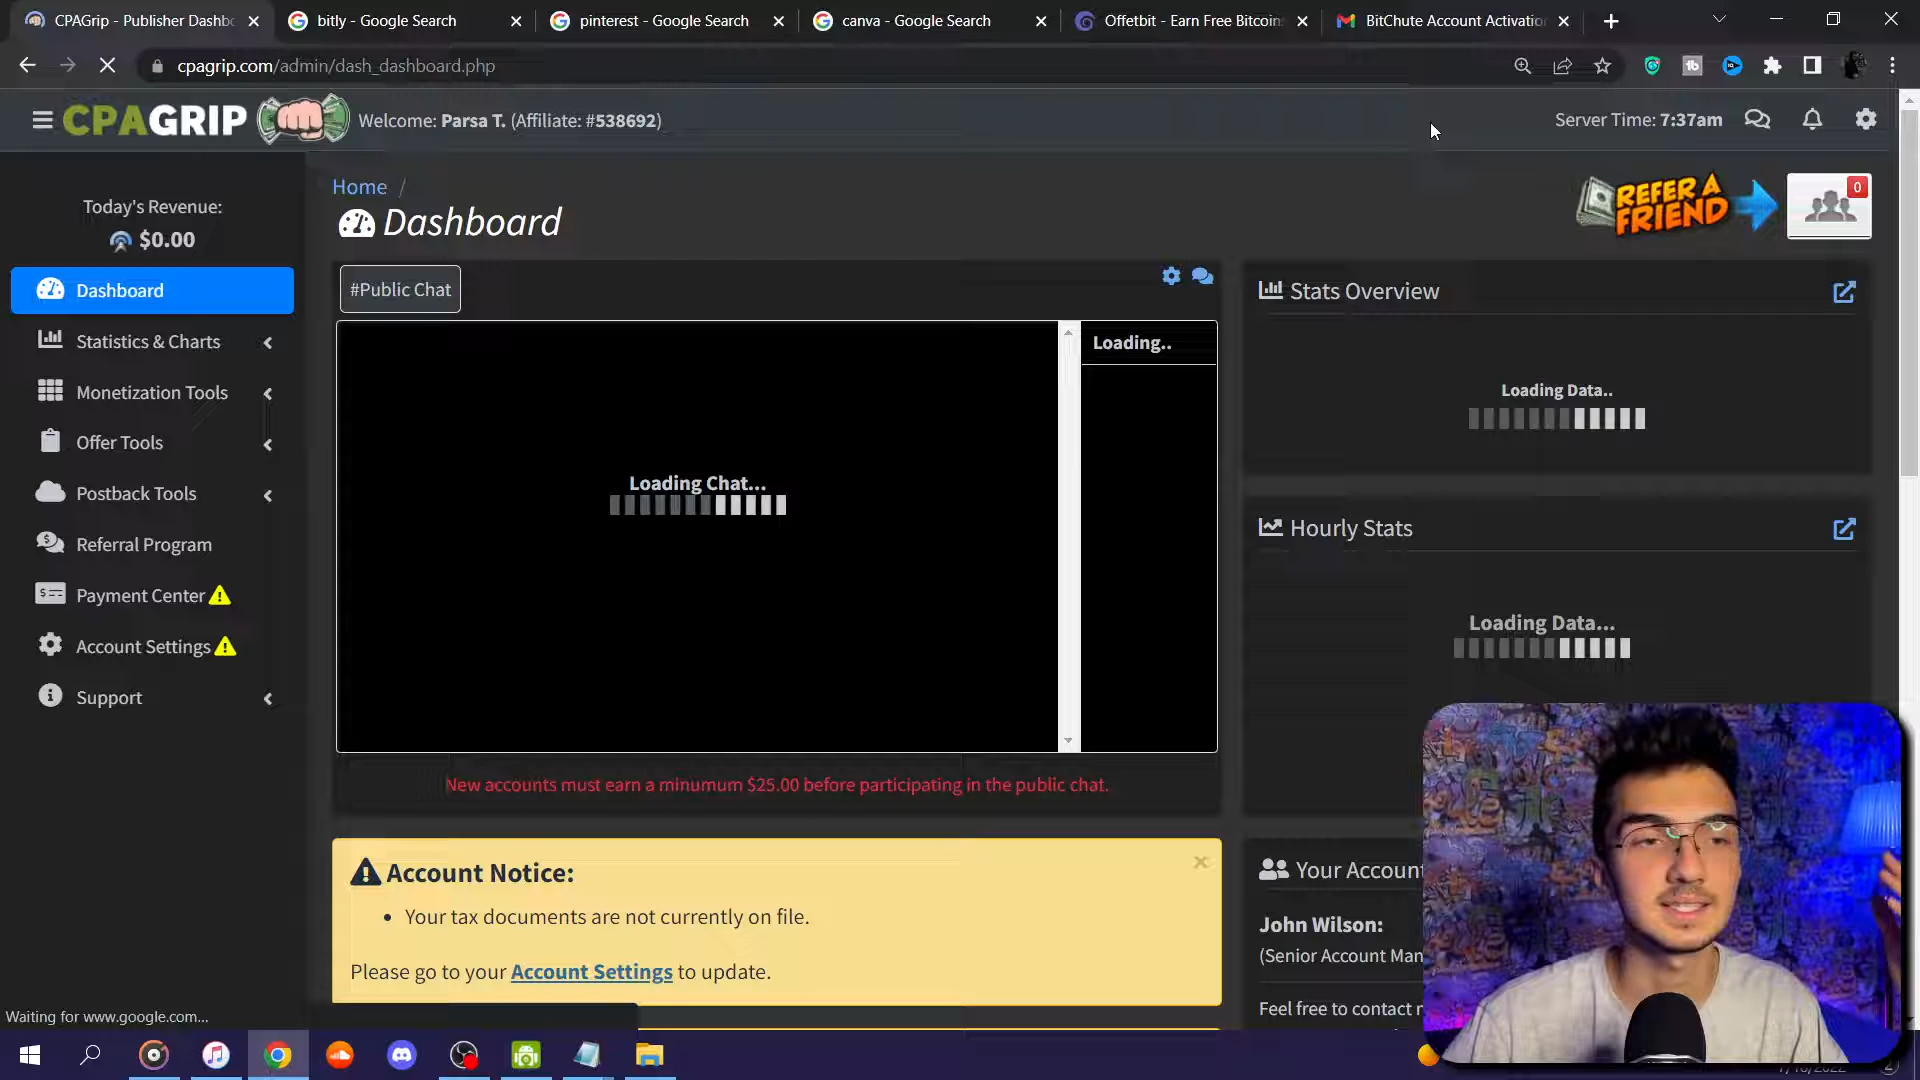 CPAGrip - Publisher Dashbo
bitly - Google Search
pinterest - Google Search
canva - Google Search
Offetbit - Earn Free Bitcoin
BitChute Account Activatio
cpagrip.com/admin/dash_dashboard.php
CPAGRIP
Welcome: Parsa T. (Affiliate: #538692)
Server Time: 7:37am
Today's Revenue:
$0.00
Dashboard
Statistics & Charts
Monetization Tools
Offer Tools
Postback Tools
Referral Program
Payment Center
Account Settings
Support
Home /
Dashboard
REFER A
FRIEND
0
#Public Chat
Loading Chat...
Loading..
New accounts must earn a minumum $25.00 before participating in the public chat.
Account Notice:
• Your tax documents are not currently on file.
Please go to your Account Settings to update.
Stats Overview
Loading Data..
Hourly Stats
Loading Data...
Your Account
John Wilson:
(Senior Account Man
Feel free to contact
Waiting for www.google.com...